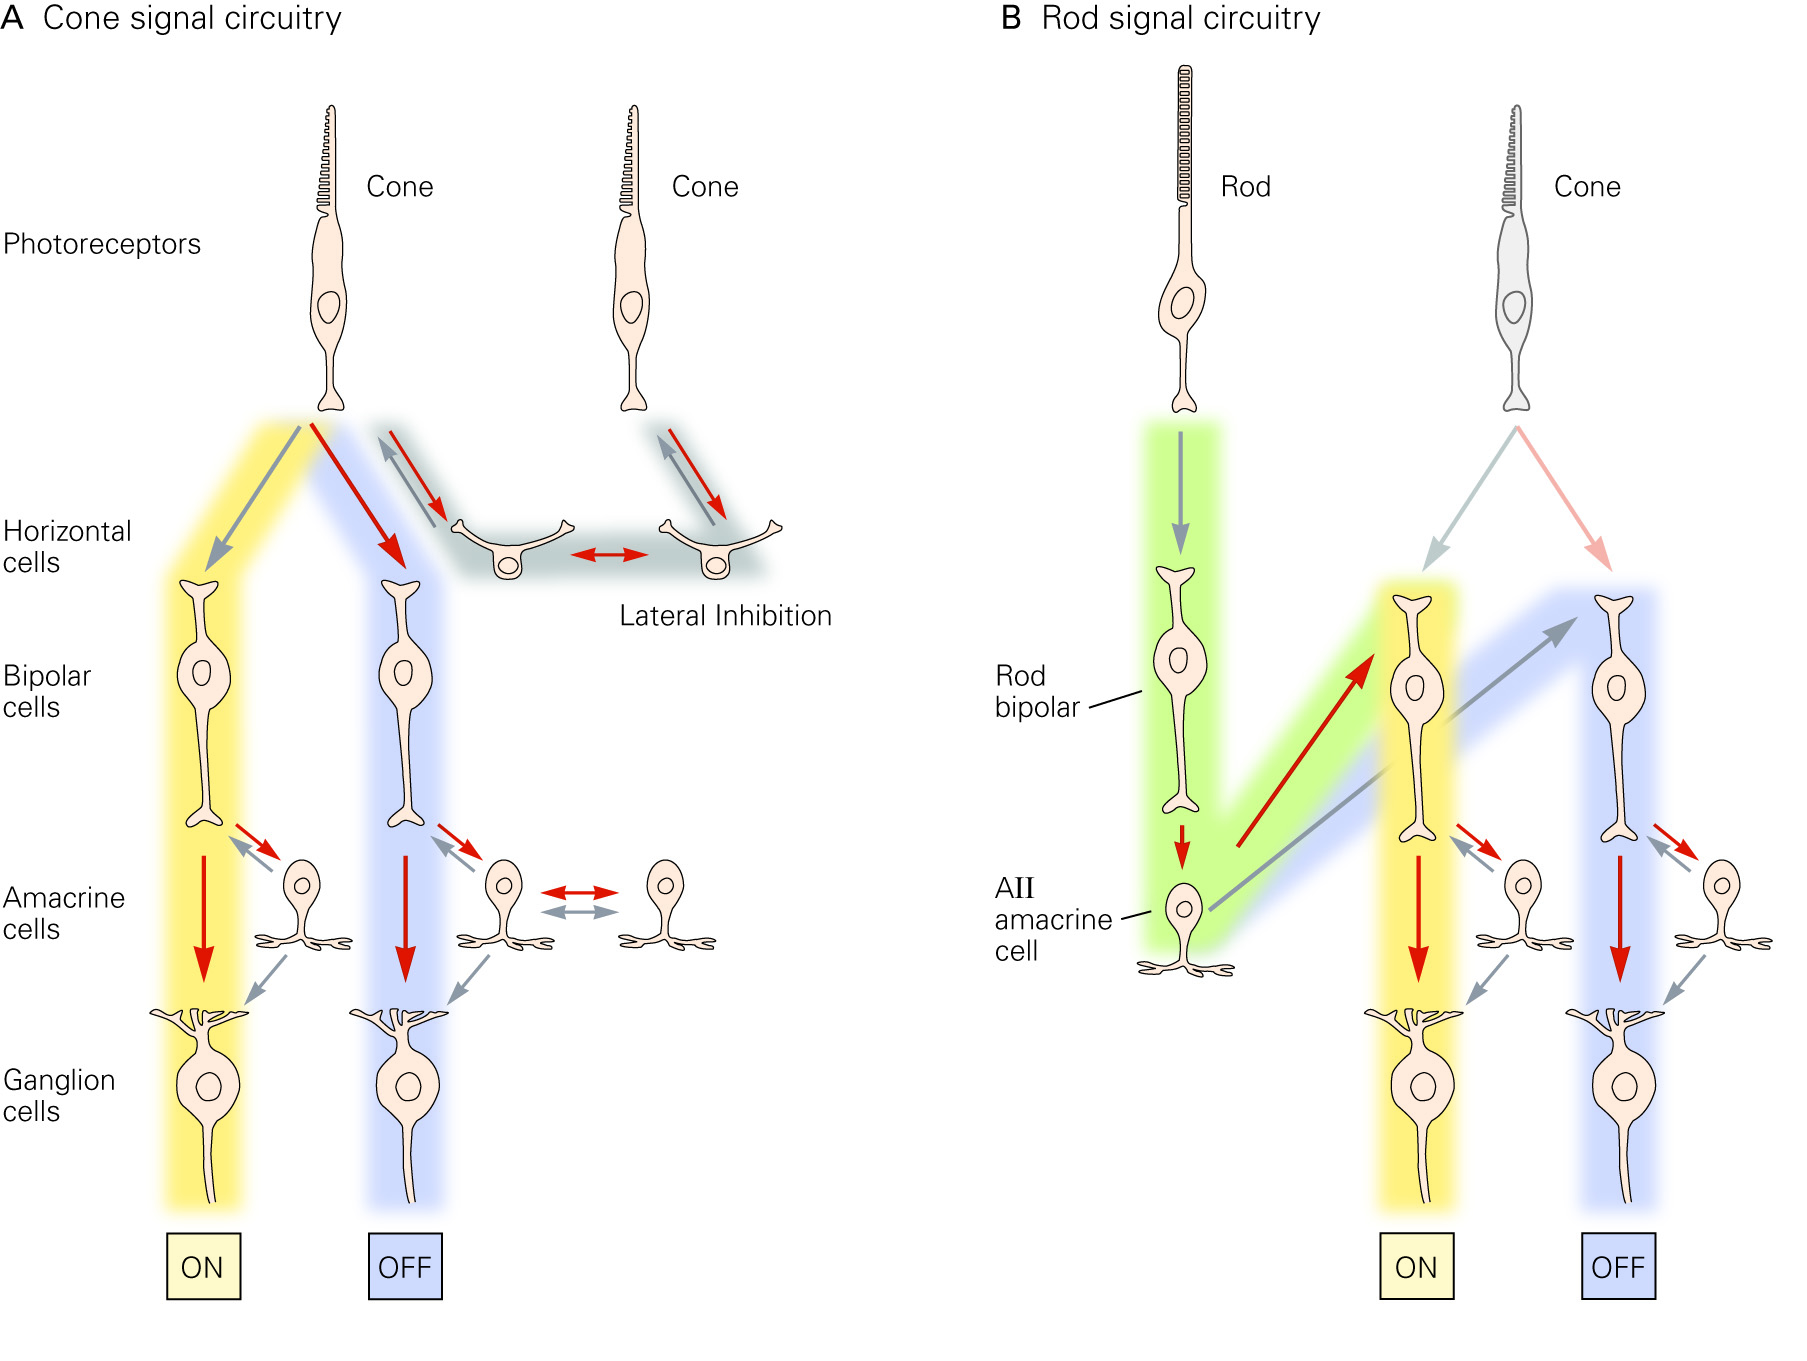 A Cone signal circuitry
Cone
Cone
Photoreceptors
Horizontal
cells
Lateral Inhibition
Bipolar
cells
Amacrine
cells
Ganglion
cells
ON
OFF
B Rod signal circuitry
Rod
Cone
Rod
bipolar
AII
amacrine
cell
ON
OFF